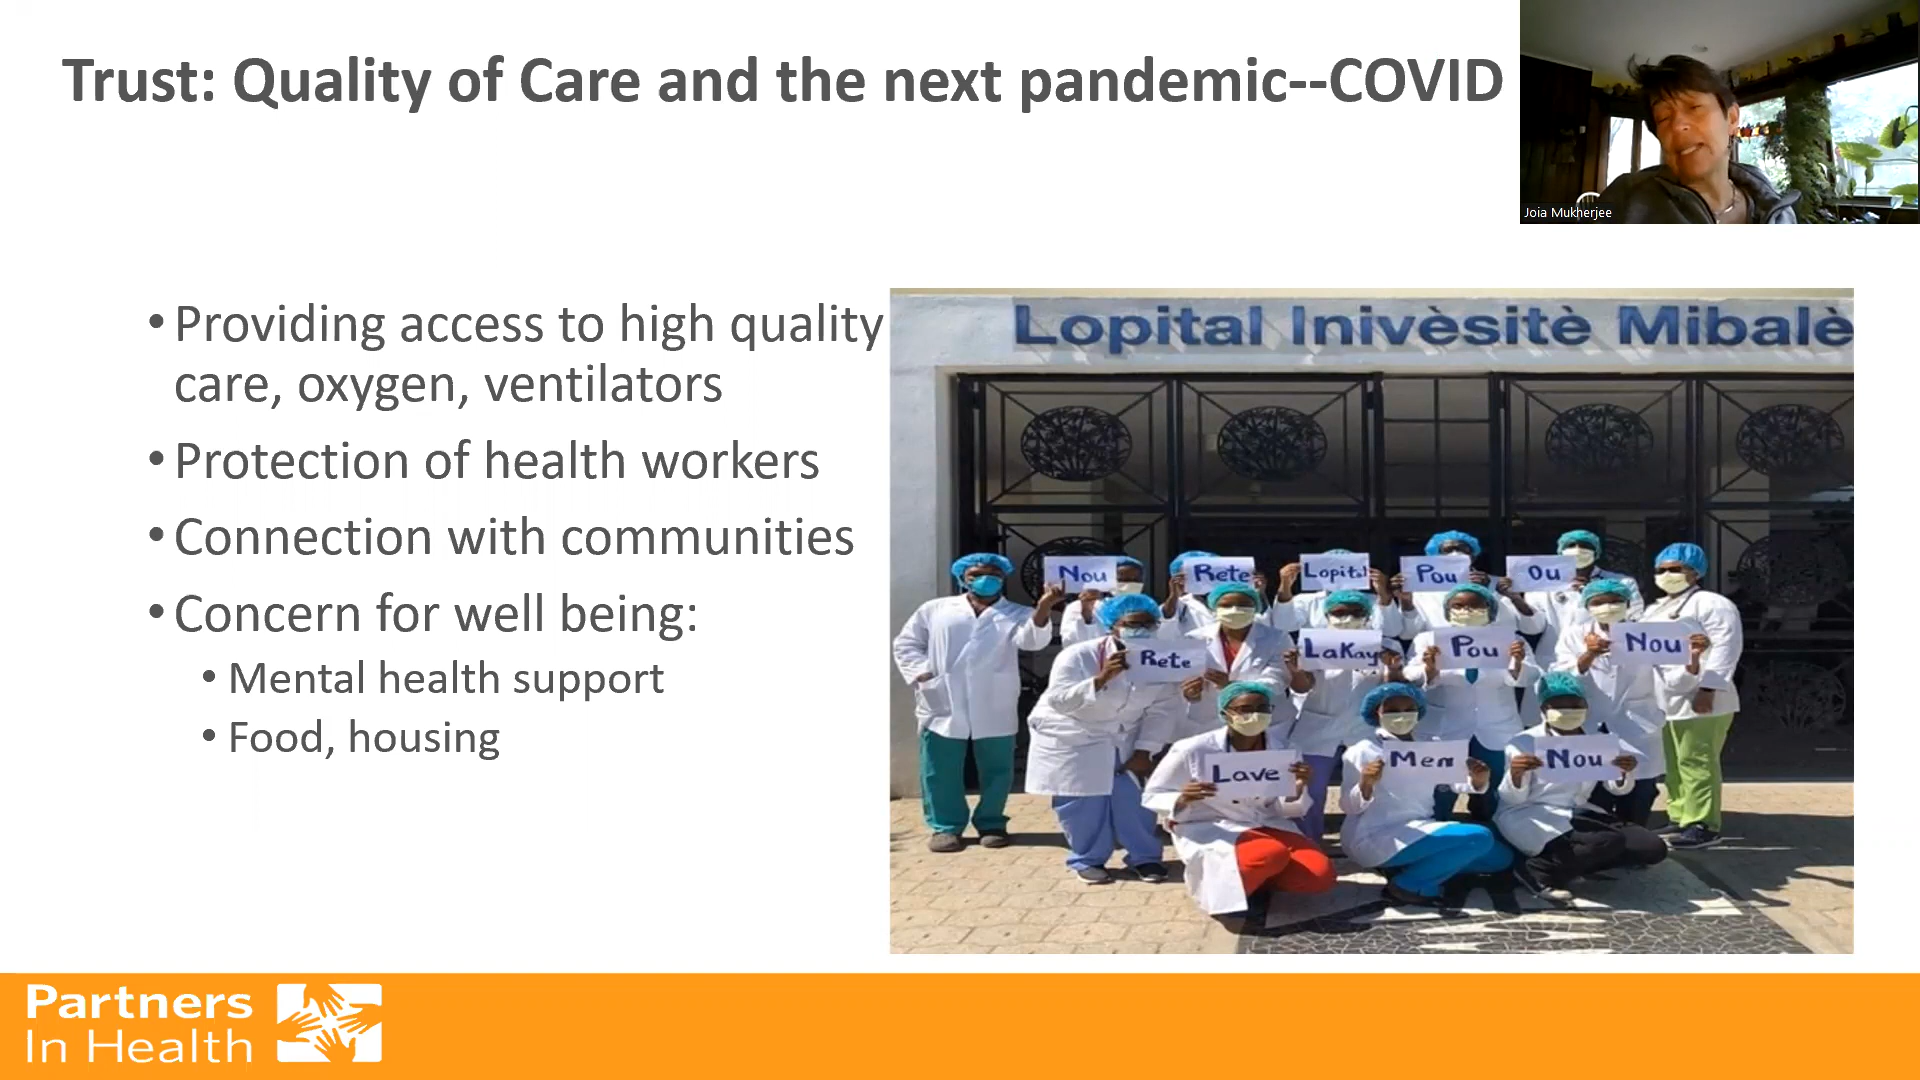 Trust: Quality of Care and the next pandemic--COVID
Joia Mukherjee
• Providing access to high quality
care, oxygen, ventilators
• Protection of health workers
• Connection with communities
• Concern for well being:
• Mental health support
• Food, housing
Lopital Inivèsitè Mibalè
Nou Rete Lopital Pou Ou
Rete Lakay Pou Nou
Lave Men Nou
Partners
In Health